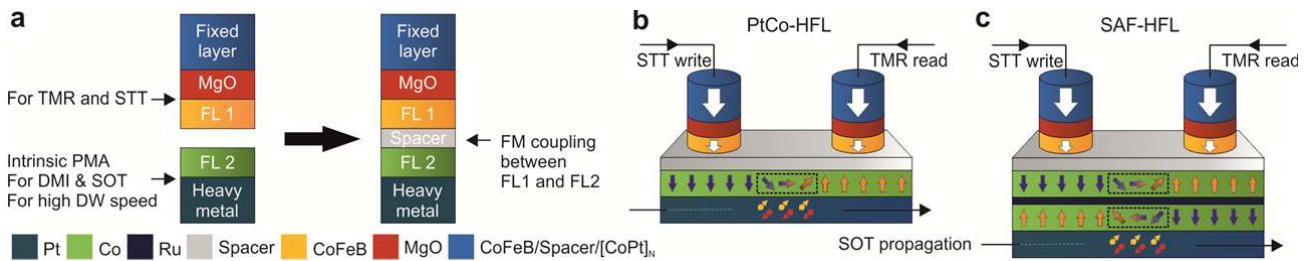 a
Fixed layer
MgO
FL 1
For TMR and STT
Intrinsic PMA
For DMI & SOT
For high DW speed
FL 2
Heavy metal
Fixed layer
MgO
FL 1
Spacer
FL 2
Heavy metal
FM coupling
between
FL1 and FL2
b
PtCo-HFL
STT write
TMR read
c
SAF-HFL
STT write
TMR read
SOT propagation
Pt
Co
Ru
Spacer
CoFeB
MgO
CoFeB/Spacer/[CoPt]N